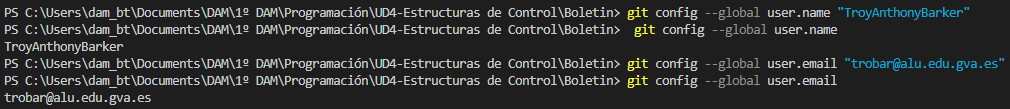 PS C:\Users\dam_bt\Documents\DAM\1º DAM\Programación\UD4-Estructuras de Control\Boletin> git config --global user.name "TroyAnthonyBarker"
PS C:\Users\dam_bt\Documents\DAM\1º DAM\Programación\UD4-Estructuras de Control\Boletin>  git config --global user.name
TroyAnthonyBarker
PS C:\Users\dam_bt\Documents\DAM\1º DAM\Programación\UD4-Estructuras de Control\Boletin> git config --global user.email "trobar@alu.edu.gva.es"
PS C:\Users\dam_bt\Documents\DAM\1º DAM\Programación\UD4-Estructuras de Control\Boletin> git config --global user.email
trobar@alu.edu.gva.es